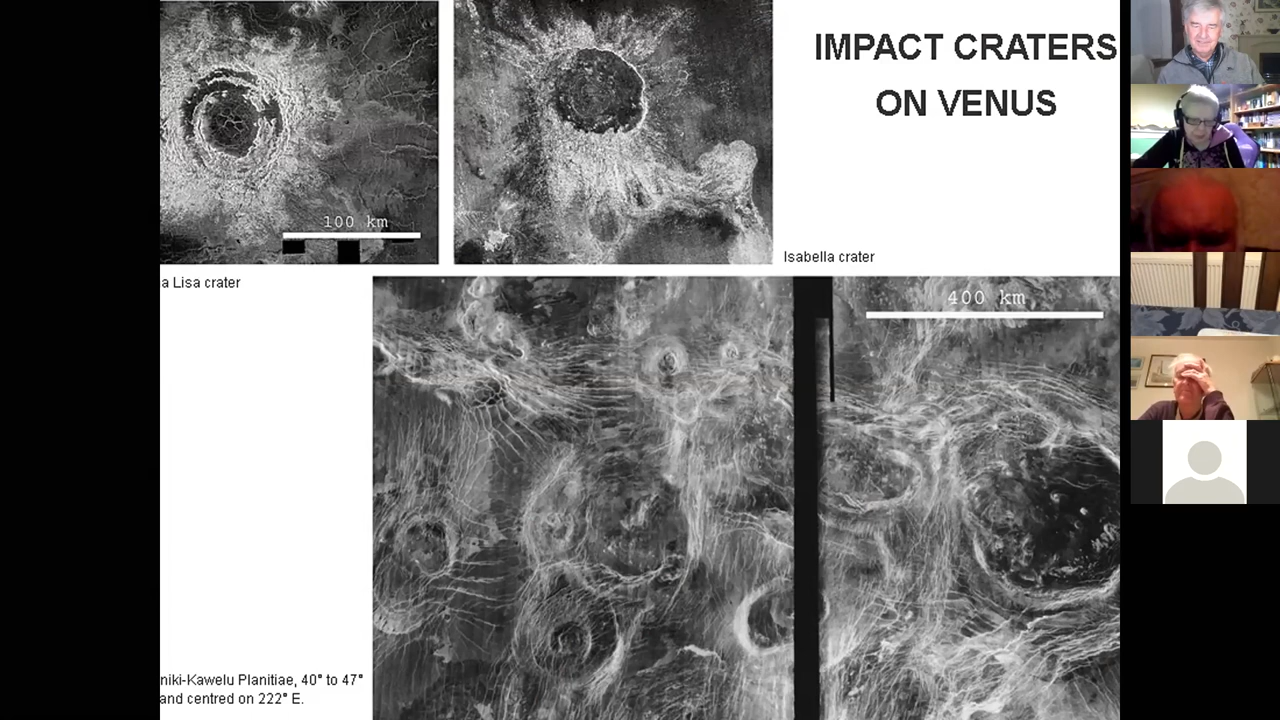 IMPACT CRATERS
ON VENUS
100 km
Isabella crater
a Lisa crater
400 km
niki-Kawelu Planitiae, 40° to 47°
and centred on 222° E.